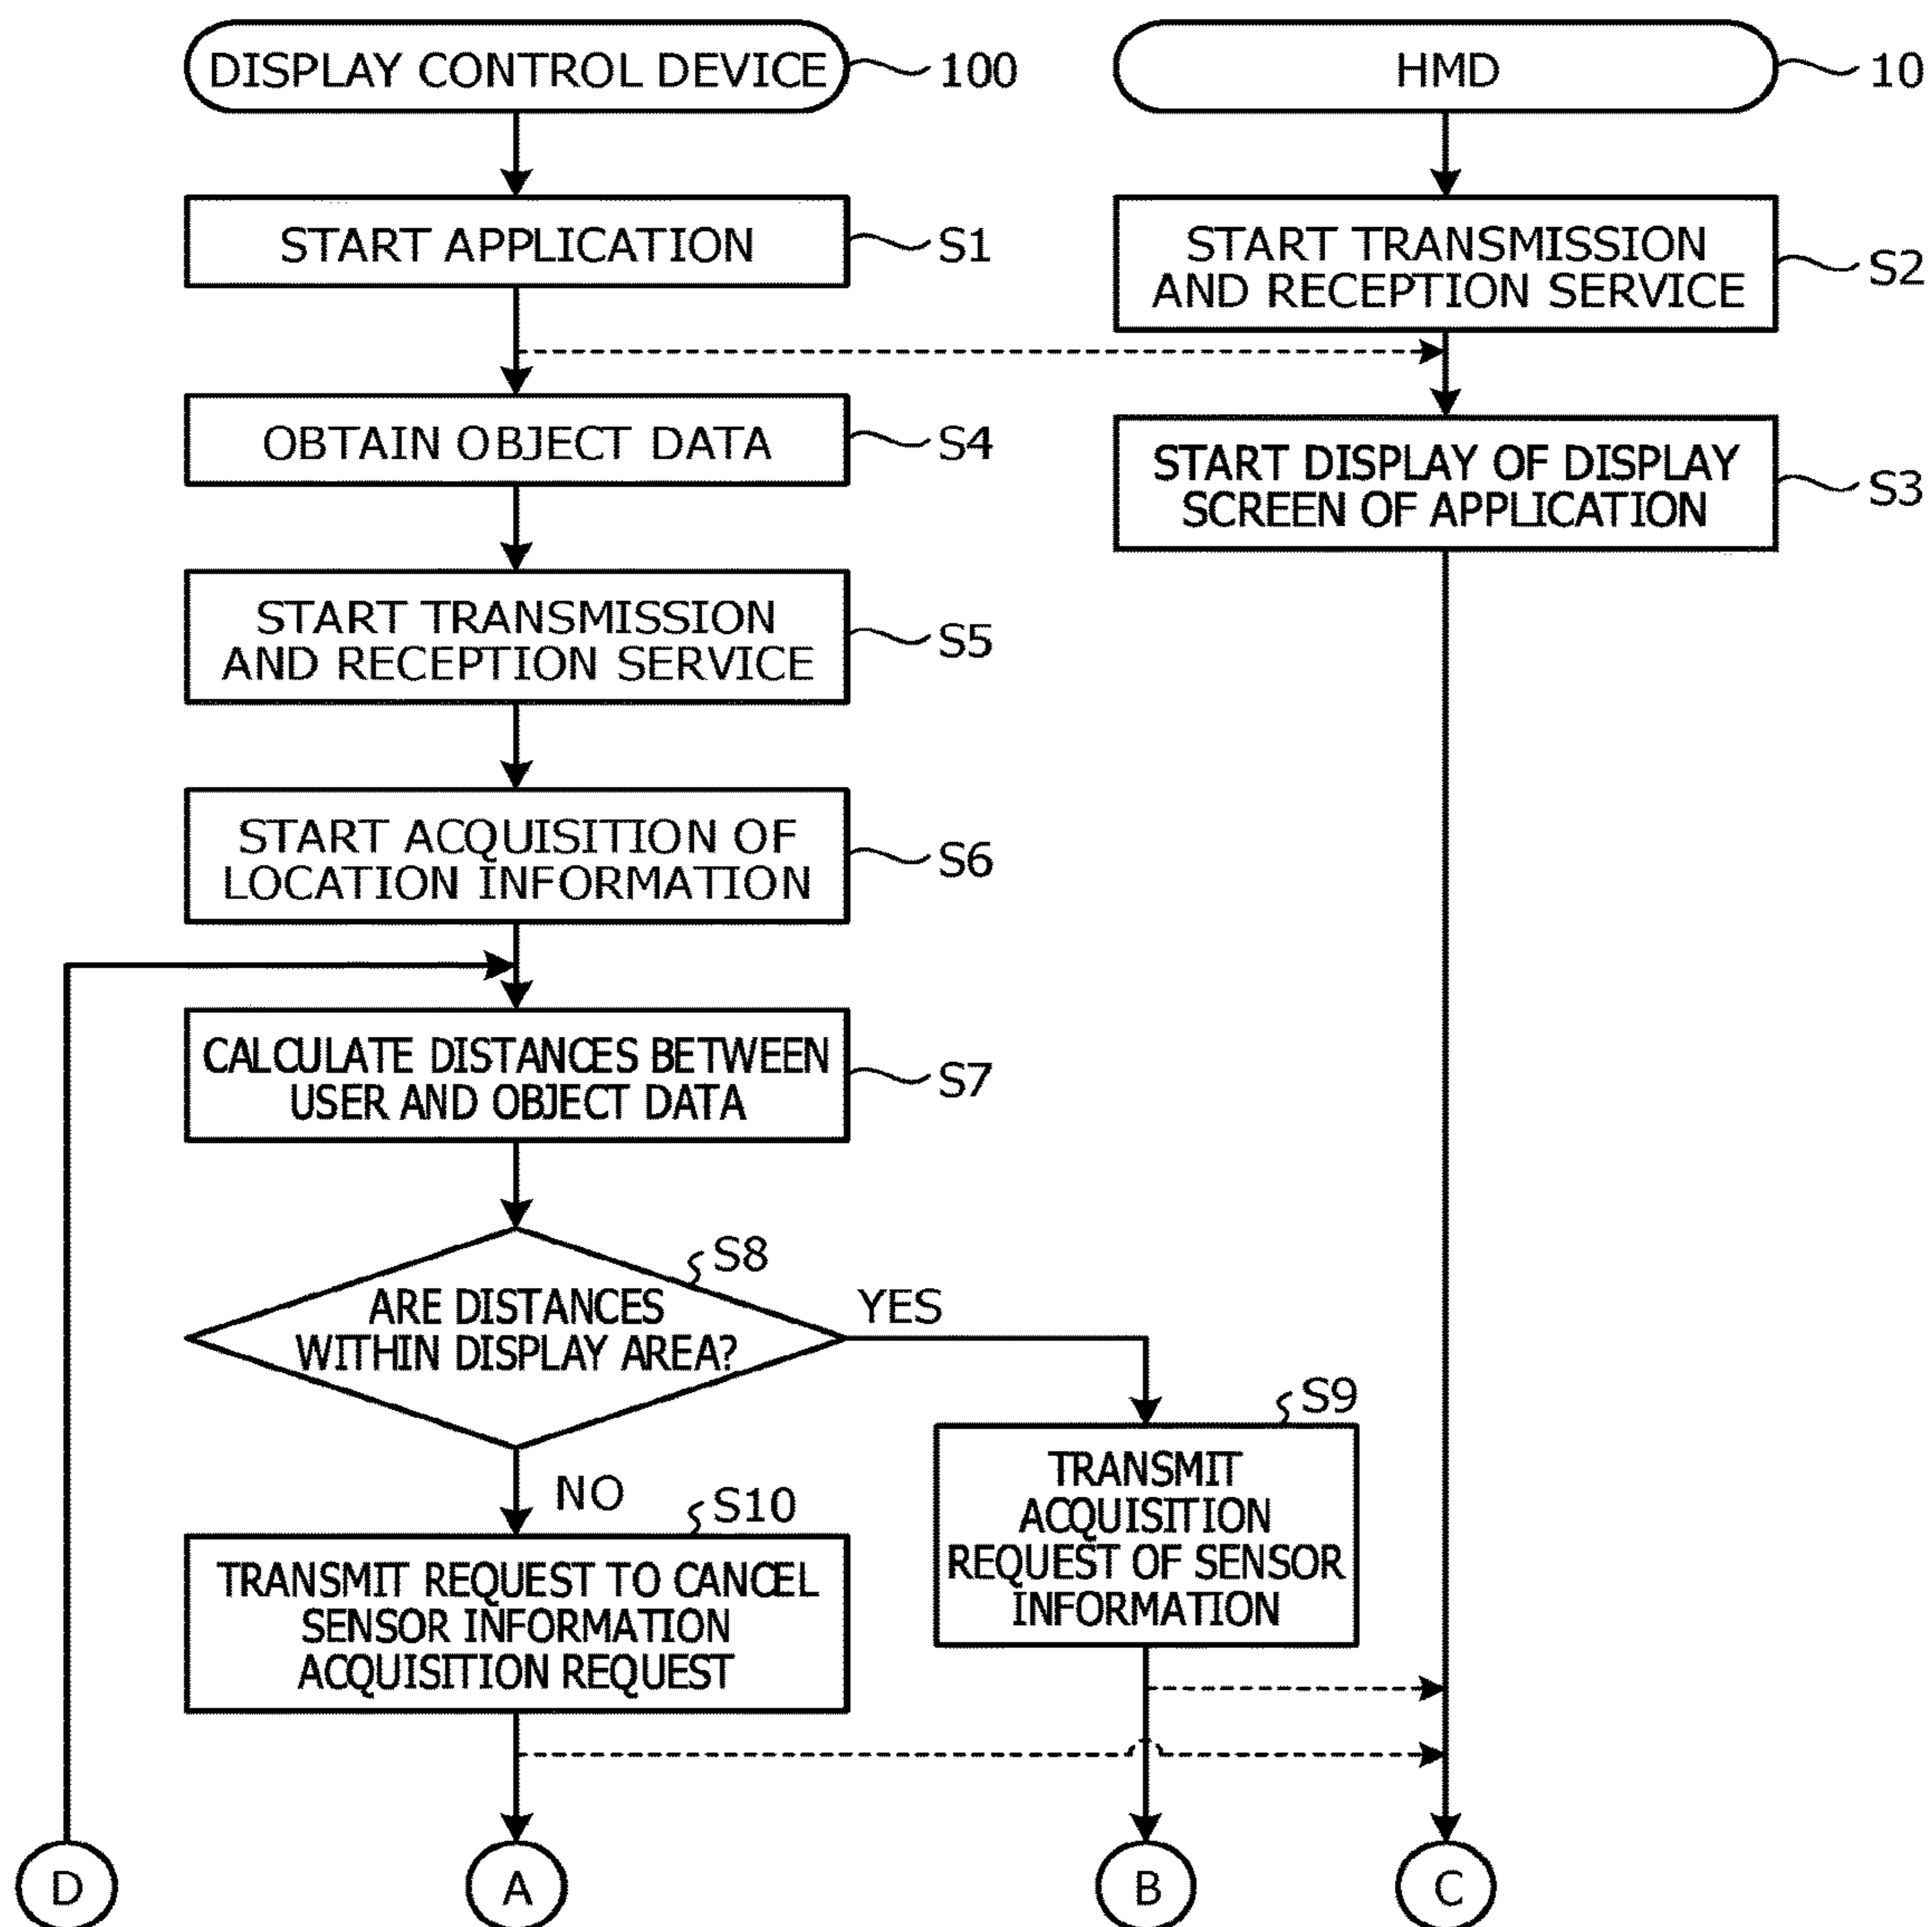 DISPLAY CONTROL DEVICE
100
HMD
10
START APPLICATION
S1
START TRANSMISSION
AND RECEPTION SERVICE
S2
OBTAIN OBJECT DATA
S4
START DISPLAY OF DISPLAY
SCREEN OF APPLICATION
S3
START TRANSMISSION
AND RECEPTION SERVICE
S5
START ACQUISITION OF
LOCATION INFORMATION
S6
CALCULATE DISTANCES BETWEEN
USER AND OBJECT DATA
S7
S8
ARE DISTANCES
WITHIN DISPLAY AREA?
YES
NO
S9
TRANSMIT
ACQUISITION
REQUEST OF SENSOR
INFORMATION
S10
TRANSMIT REQUEST TO CANCEL
SENSOR INFORMATION
ACQUISITION REQUEST
D
A
B
C